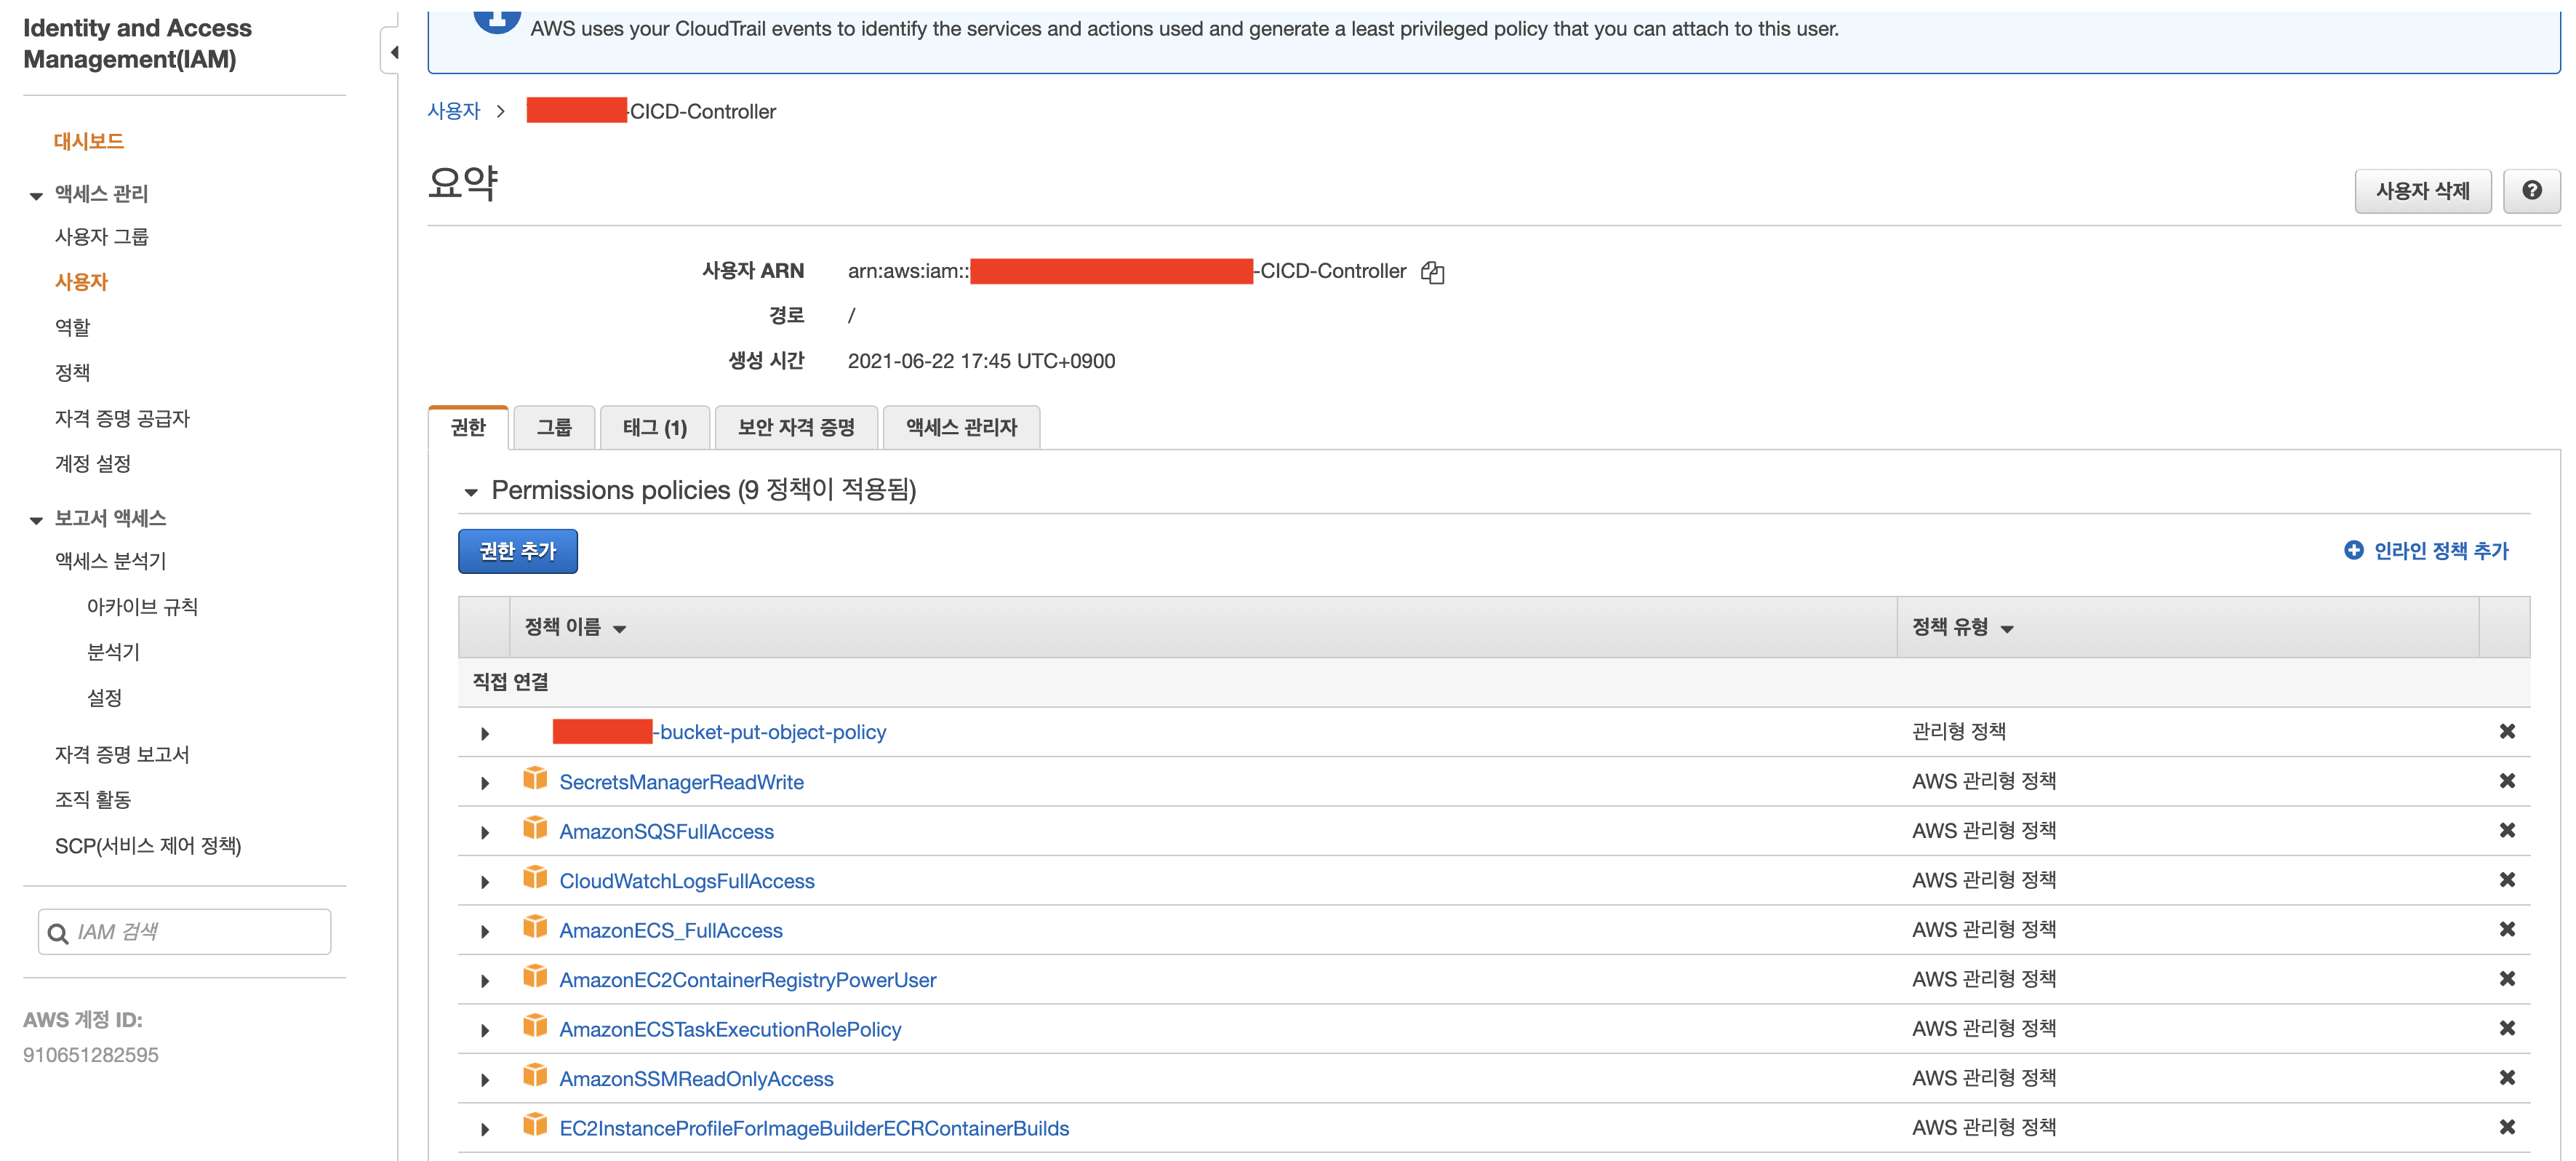 Identity and Access
Management(IAM)
대시보드
액세스 관리
사용자 그룹
사용자
역할
정책
자격 증명 공급자
계정 설정
보고서 액세스
액세스 분석기
아카이브 규칙
분석기
설정
자격 증명 보고서
조직 활동
SCP(서비스 제어 정책)
IAM 검색
AWS 계정 ID:
910651282595
AWS uses your CloudTrail events to identify the services and actions used and generate a least privileged policy that you can attach to this user.
사용자 > -CICD-Controller
요약
사용자 삭제
사용자 ARN arn:aws:iam:: -CICD-Controller
경로 /
생성 시간 2021-06-22 17:45 UTC+0900
권한 그룹 태그 (1) 보안 자격 증명 액세스 관리자
Permissions policies (9 정책이 적용됨)
권한 추가 인라인 정책 추가
정책 이름 정책 유형
직접 연결
-bucket-put-object-policy 관리형 정책
SecretsManagerReadWrite AWS 관리형 정책
AmazonSQSFullAccess AWS 관리형 정책
CloudWatchLogsFullAccess AWS 관리형 정책
AmazonECS_FullAccess AWS 관리형 정책
AmazonEC2ContainerRegistryPowerUser AWS 관리형 정책
AmazonECSTaskExecutionRolePolicy AWS 관리형 정책
AmazonSSMReadOnlyAccess AWS 관리형 정책
EC2InstanceProfileForImageBuilderECRContainerBuilds AWS 관리형 정책